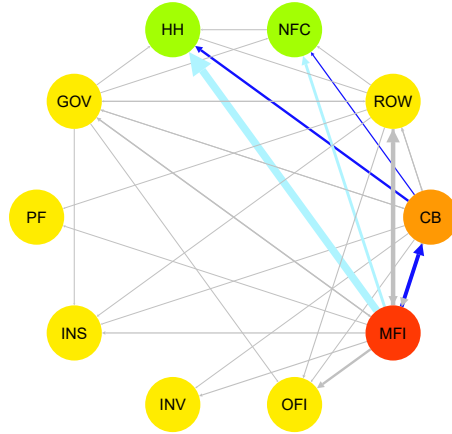 HH
NFC
GOV
ROW
PF
CB
INS
MFI
INV
OFI